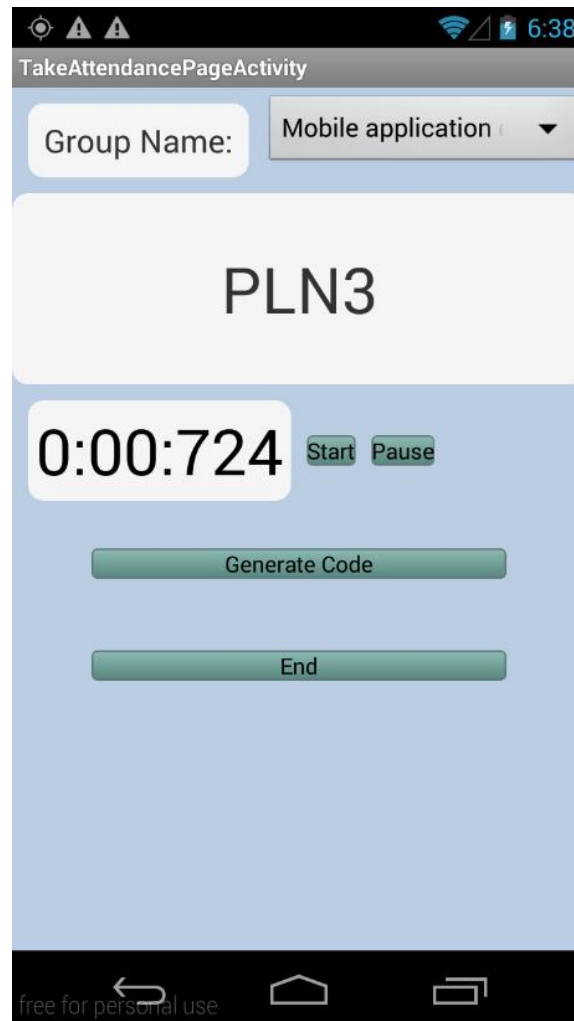 6:38
TakeAttendancePageActivity
Group Name:
Mobile application
PLN3
0:00:724
Start
Pause
Generate Code
End
free for personal use